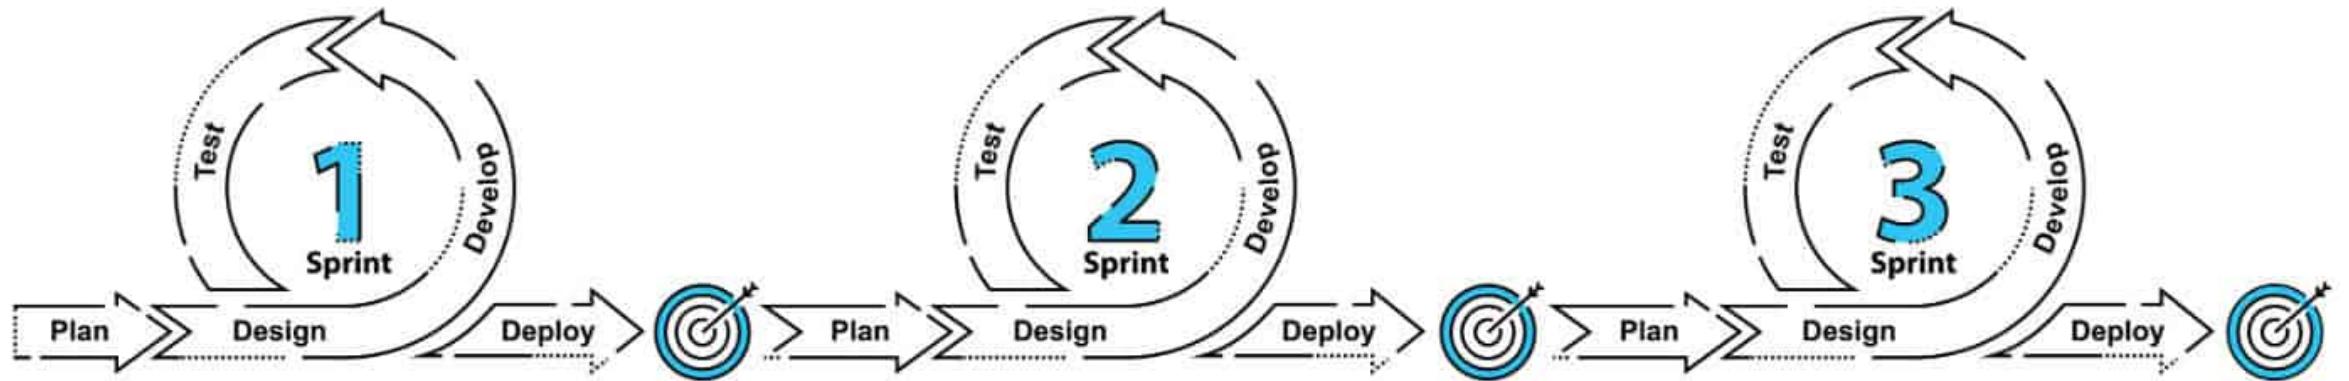 Plan
Design
Develop
Test
1
Sprint
Deploy
Plan
Design
Develop
Test
2
Sprint
Deploy
Plan
Design
Develop
Test
3
Sprint
Deploy